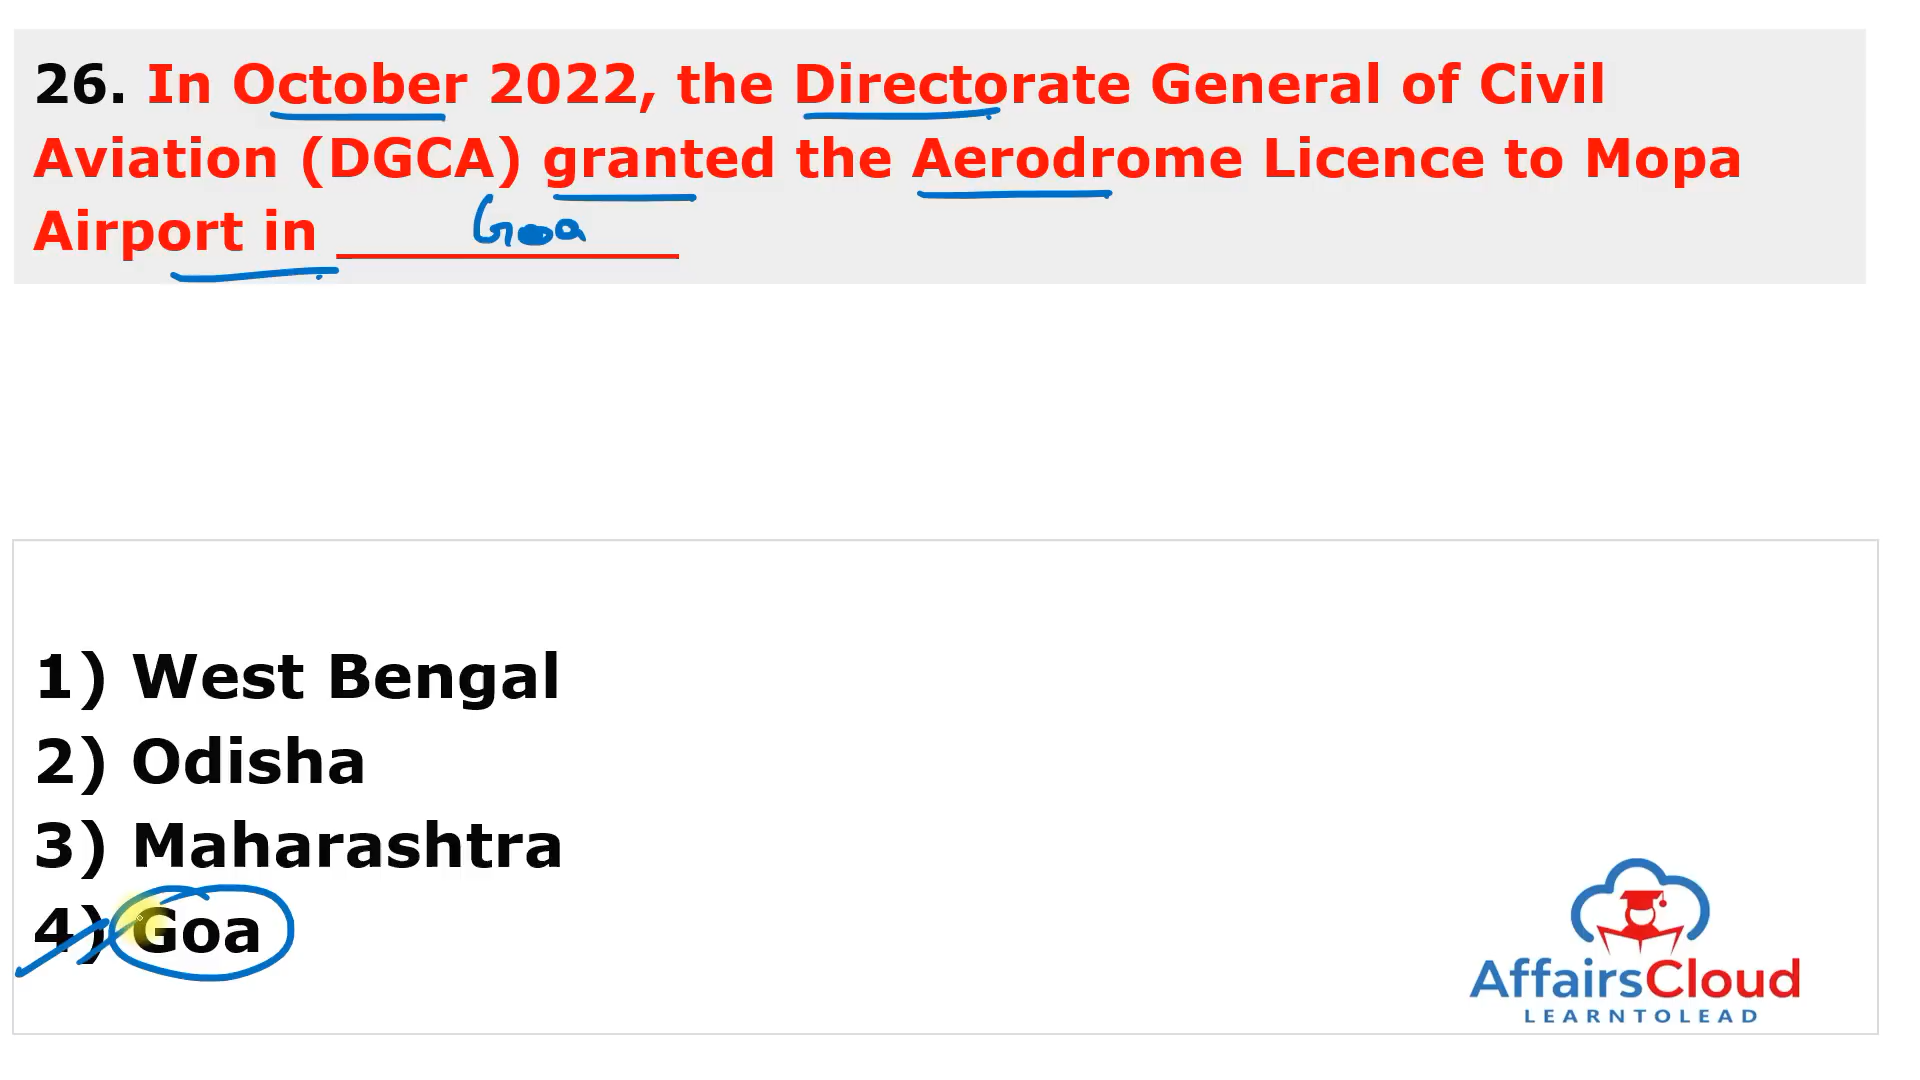 26. In October 2022, the Directorate General of Civil
Aviation (DGCA) granted the Aerodrome Licence to Mopa
Airport in ____________ Goa
1) West Bengal
2) Odisha
3) Maharashtra
4) Goa
AffairsCloud
LEARNTOLEAD